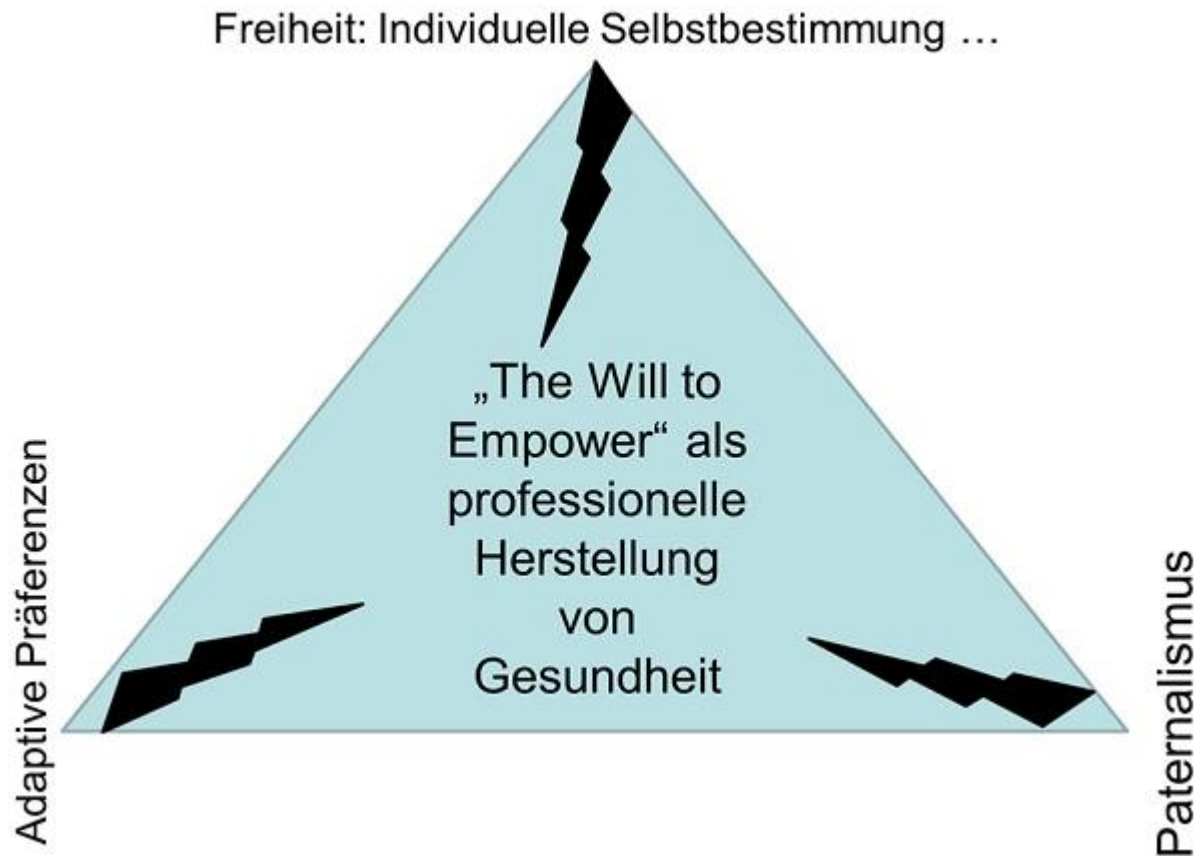 Freiheit: Individuelle Selbstbestimmung …
„The Will to
Empower“ als
professionelle
Herstellung
von
Gesundheit
Adaptive Präferenzen
Paternalismus